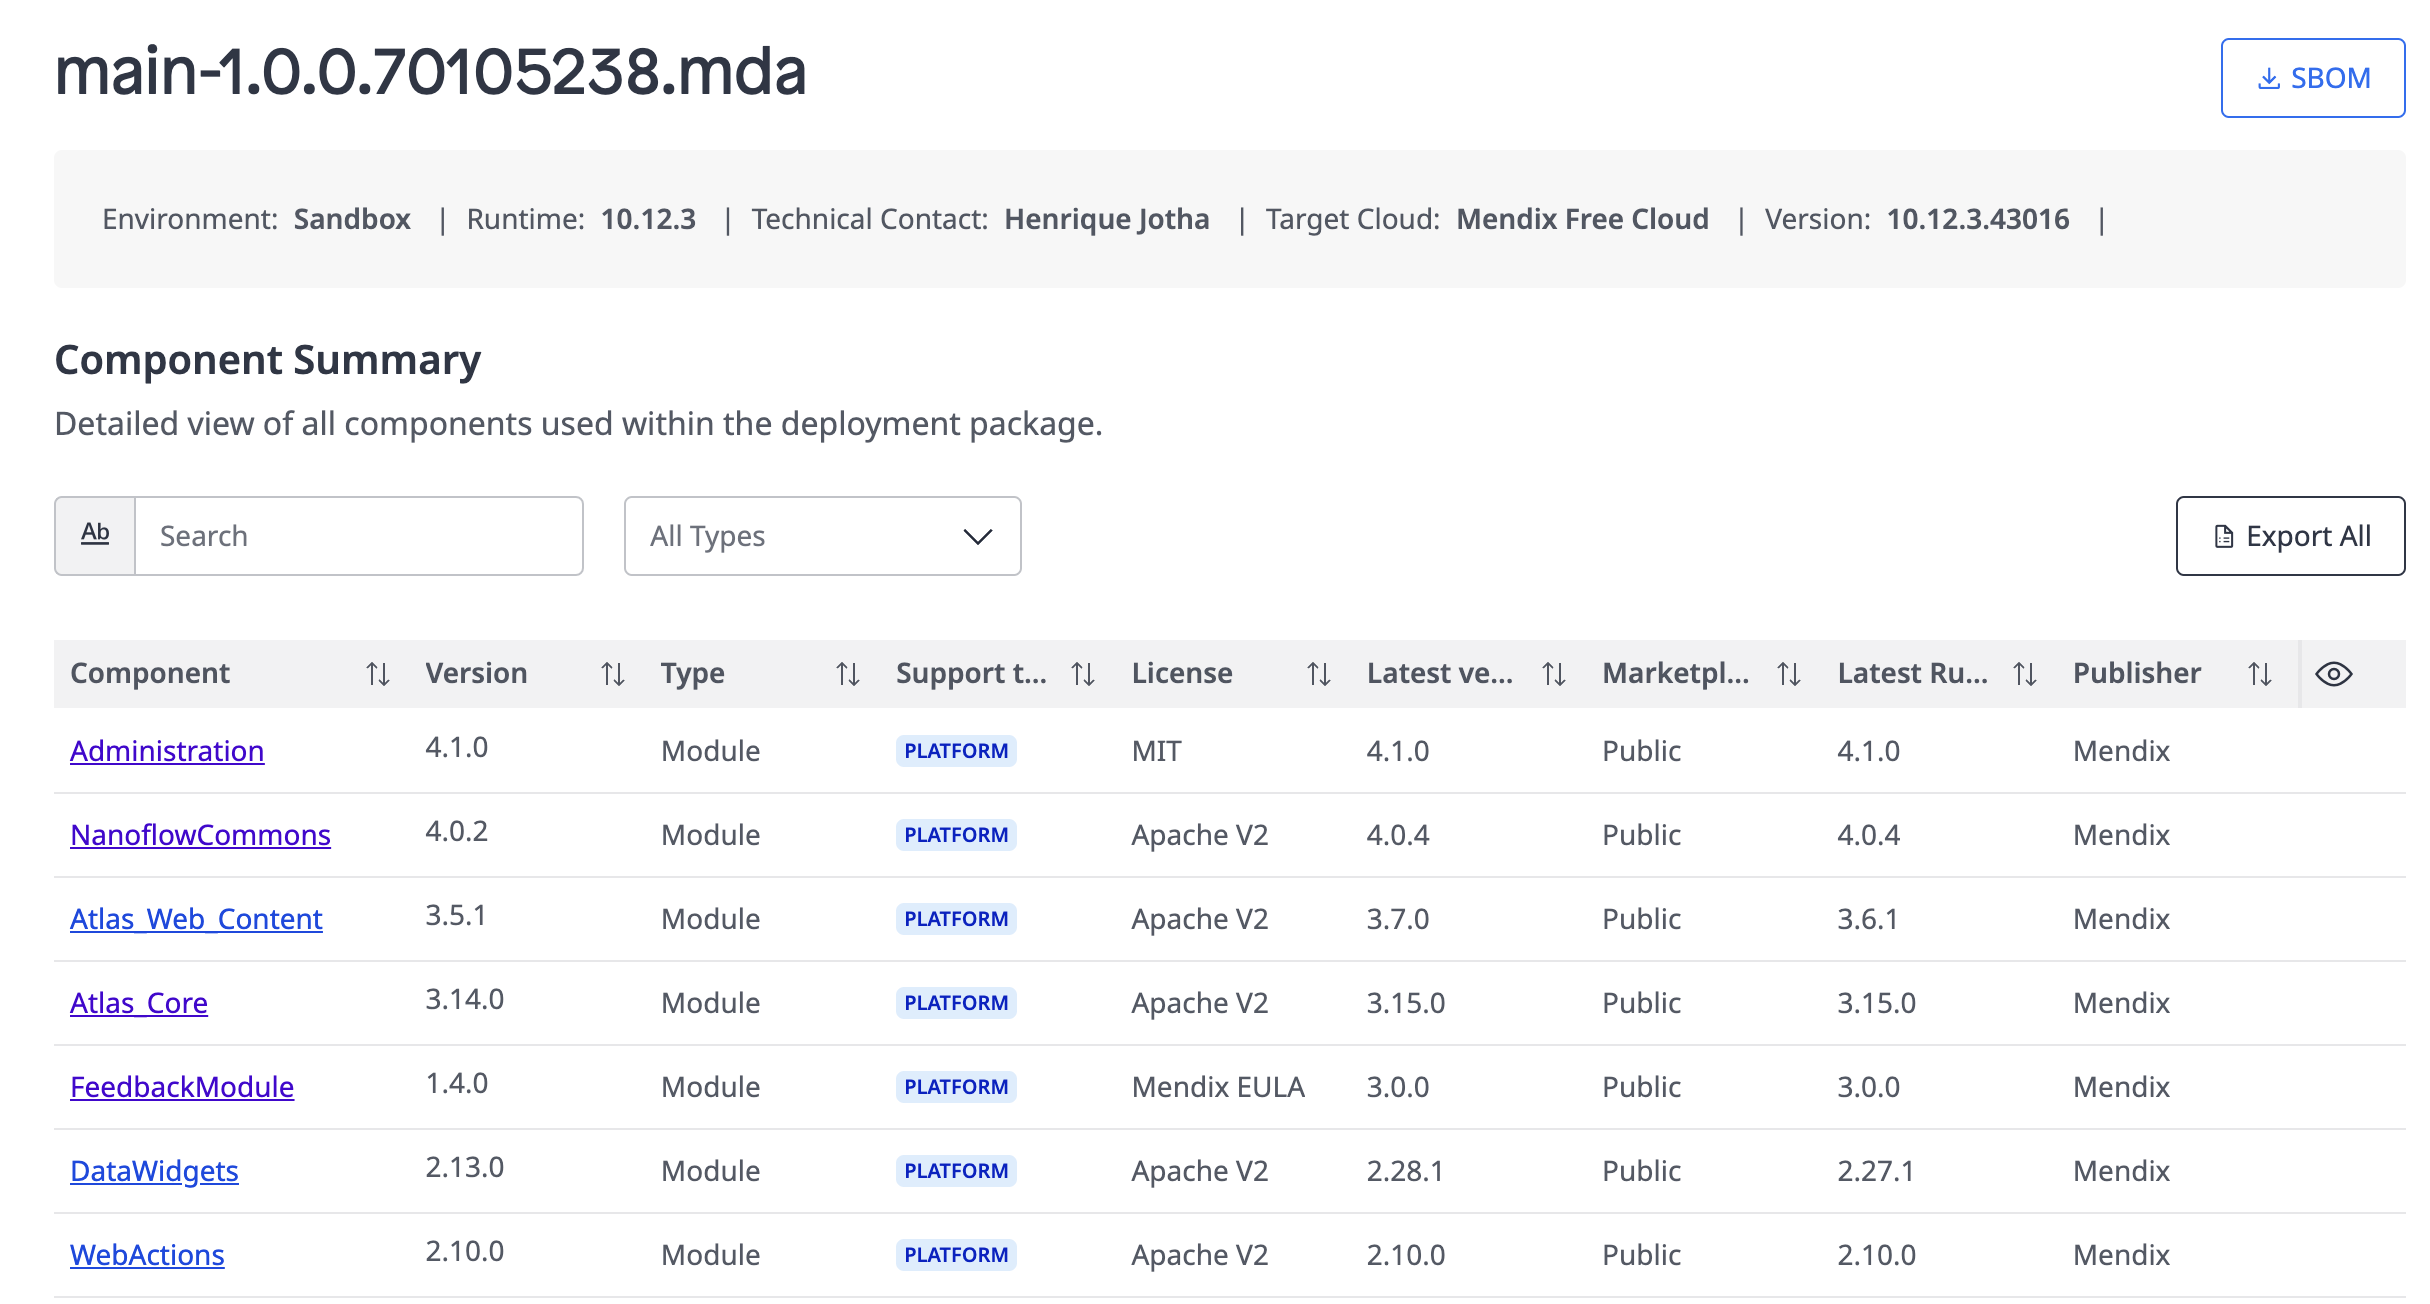 main-1.0.0.70105238.mda
SBOM
Environment: Sandbox | Runtime: 10.12.3 | Technical Contact: Henrique Jotha | Target Cloud: Mendix Free Cloud | Version: 10.12.3.43016 |
Component Summary
Detailed view of all components used within the deployment package.
Ab Search All Types Export All
Component Version Type Support t... License Latest ve... Marketpl... Latest Ru... Publisher
Administration 4.1.0 Module PLATFORM MIT 4.1.0 Public 4.1.0 Mendix
NanoflowCommons 4.0.2 Module PLATFORM Apache V2 4.0.4 Public 4.0.4 Mendix
Atlas_Web_Content 3.5.1 Module PLATFORM Apache V2 3.7.0 Public 3.6.1 Mendix
Atlas_Core 3.14.0 Module PLATFORM Apache V2 3.15.0 Public 3.15.0 Mendix
FeedbackModule 1.4.0 Module PLATFORM Mendix EULA 3.0.0 Public 3.0.0 Mendix
DataWidgets 2.13.0 Module PLATFORM Apache V2 2.28.1 Public 2.27.1 Mendix
WebActions 2.10.0 Module PLATFORM Apache V2 2.10.0 Public 2.10.0 Mendix